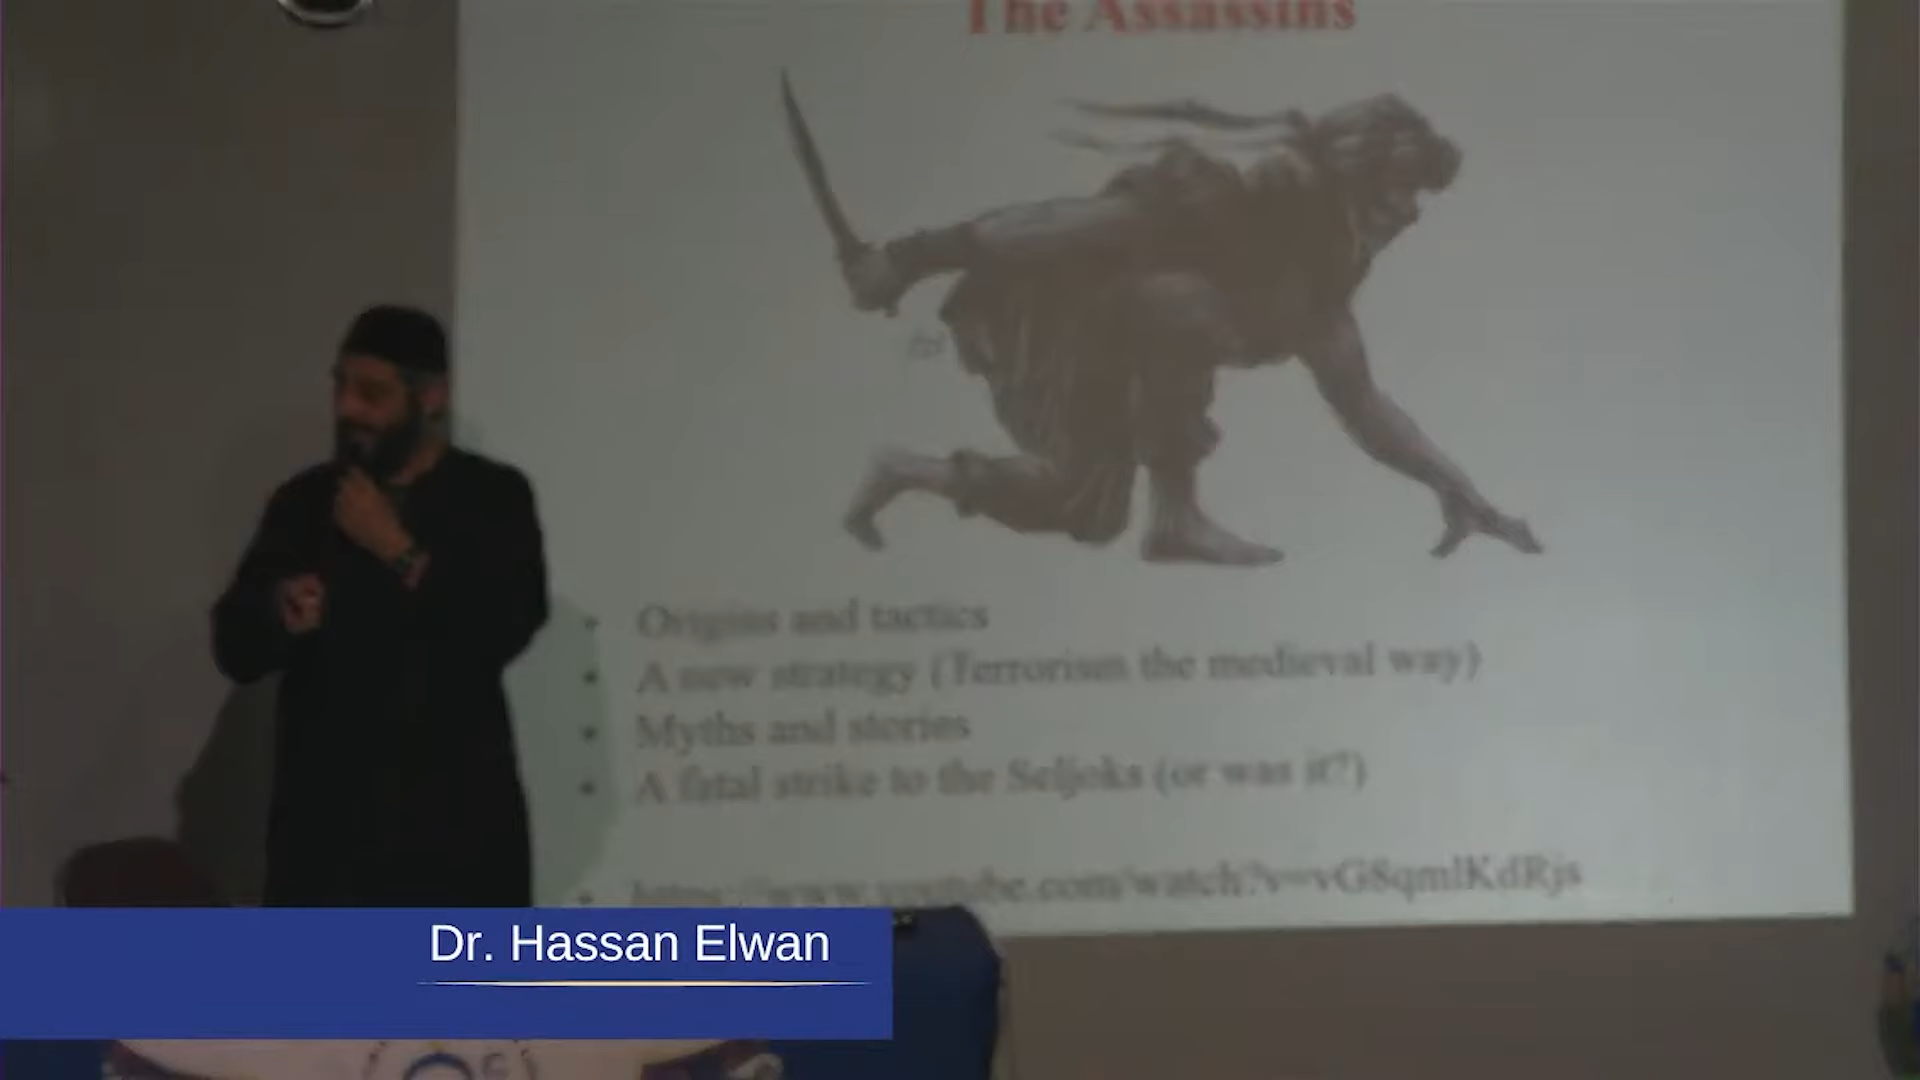 The Assassins
• Origins and tactics
• A new strategy (Terrorism the medieval way)
• Myths and stories
• A fatal strike to the Seljoks (or was it?)
• https://www.youtube.com/watch?v=vG8qmlKdRjs
Dr. Hassan Elwan